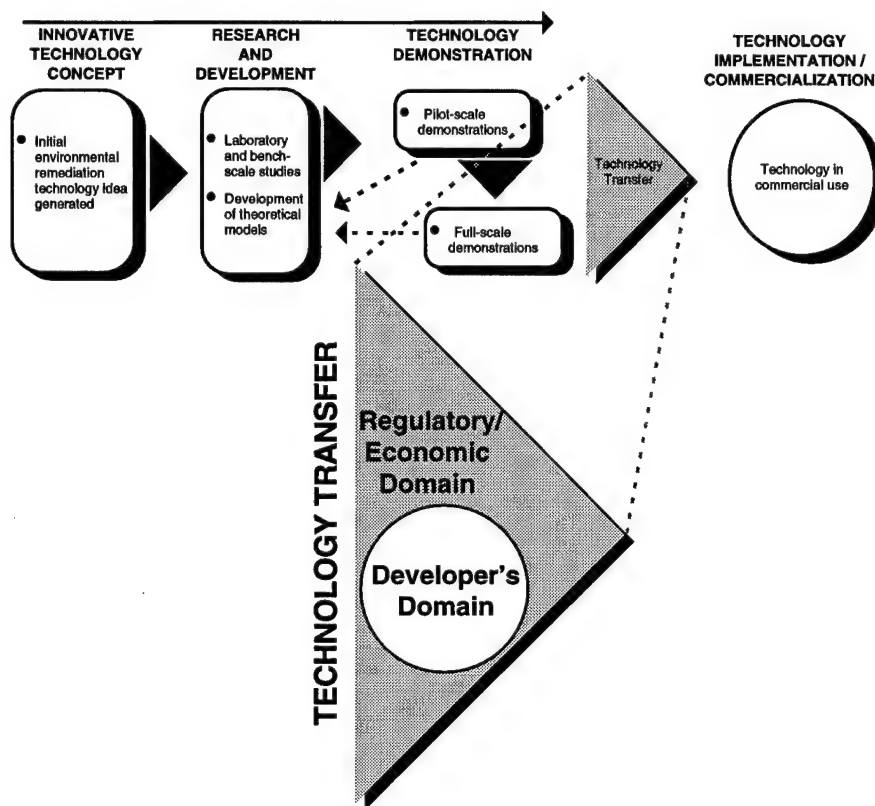 INNOVATIVE
TECHNOLOGY
CONCEPT
RESEARCH
AND
DEVELOPMENT
TECHNOLOGY
DEMONSTRATION
TECHNOLOGY
IMPLEMENTATION /
COMMERCIALIZATION
• Initial
environmental
remediation
technology idea
generated
• Laboratory
and bench-
scale studies
• Development
of theoretical
models
• Pilot-scale
demonstrations
• Full-scale
demonstrations
Technology
Transfer
Technology in
commercial use
TECHNOLOGY TRANSFER
Regulatory/
Economic
Domain
Developer's
Domain